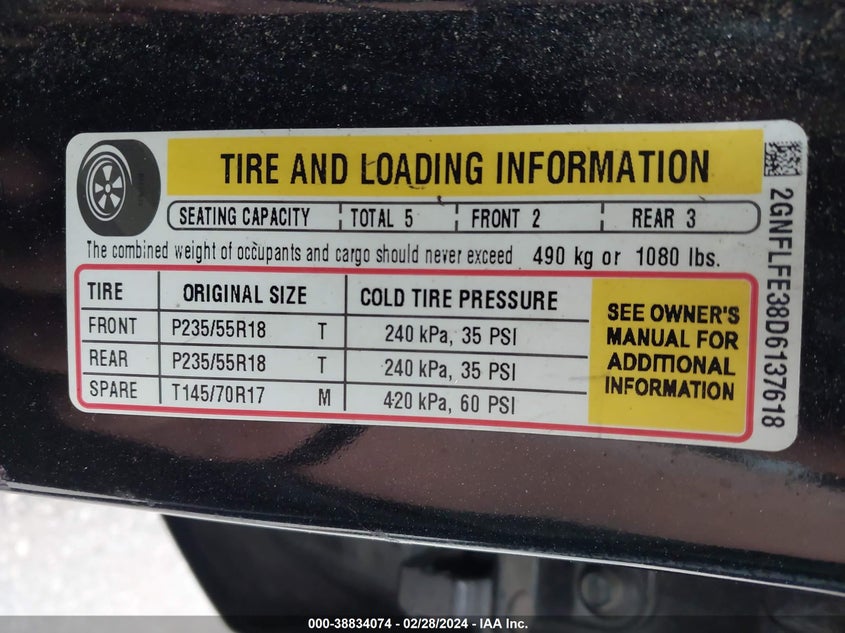 TIRE AND LOADING INFORMATION
SEATING CAPACITY TOTAL 5 FRONT 2 REAR 3
The combined weight of occupants and cargo should never exceed 490 kg or 1080 lbs.
TIRE ORIGINAL SIZE COLD TIRE PRESSURE
FRONT P235/55R18 T 240 kPa, 35 PSI
REAR P235/55R18 T 240 kPa, 35 PSI
SPARE T145/70R17 M 420 kPa, 60 PSI
SEE OWNER'S
MANUAL FOR
ADDITIONAL
INFORMATION
2GNFLFE38D6137618
000-38834074 — 02/28/2024 — IAA Inc.